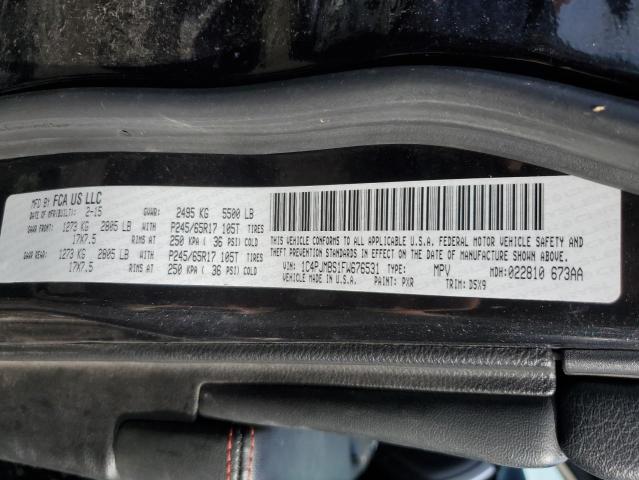 MFD BY FCA US LLC
DATE OF MFR(BUILT): 2-15 GVWR: 2495 KG 5500 LB
GAWR FRONT: 1273 KG 2805 LB P245/65R17 105T TIRES
17X7.5 RIMS AT 250 KPA ( 36 PSI) COLD
GAWR REAR: 1273 KG 2805 LB P245/65R17 105T TIRES
17X7.5 RIMS AT 250 KPA ( 36 PSI) COLD
THIS VEHICLE CONFORMS TO ALL APPLICABLE U.S.A. FEDERAL MOTOR VEHICLE SAFETY AND
THEFT PREVENTION STANDARDS IN EFFECT ON THE DATE OF MANUFACTURE SHOWN ABOVE.
VIN: 1C4PJMBS1FW676531 TYPE: MPV MDH:022810 673AA
VEHICLE MADE IN U.S.A. PAINT: PXR TRIM: D5X9